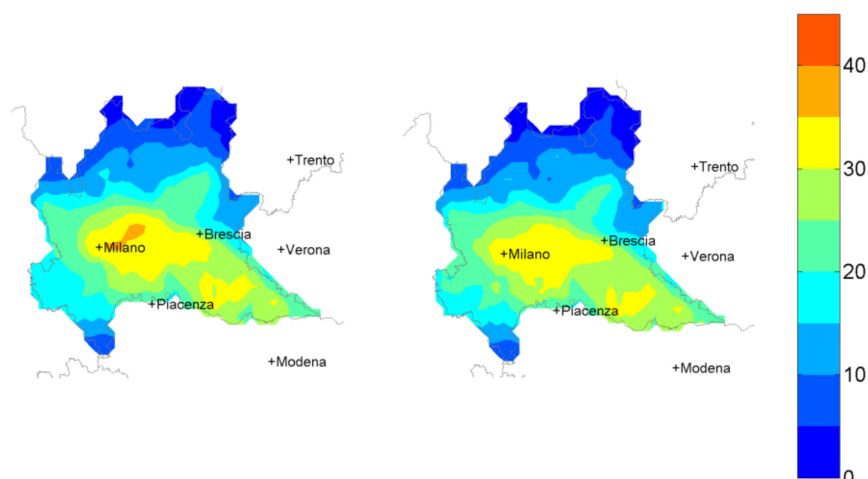 +Trento
+Brescia
+Milano
+Verona
+Piacenza
+Modena
+Trento
+Brescia
+Milano
+Verona
+Piacenza
+Modena
40
30
20
10
0